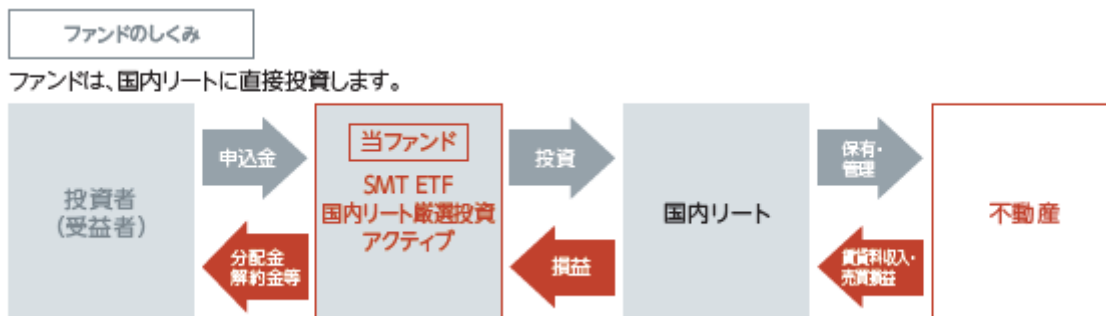 ファンドのしくみ
ファンドは、国内リートに直接投資します。
投資者
(受益者)
申込金
分配金
解約金等
当ファンド
SMT ETF
国内リート厳選投資
アクティブ
投資
損益
国内リート
保有・
管理
賃貸料収入・
売買損益
不動産